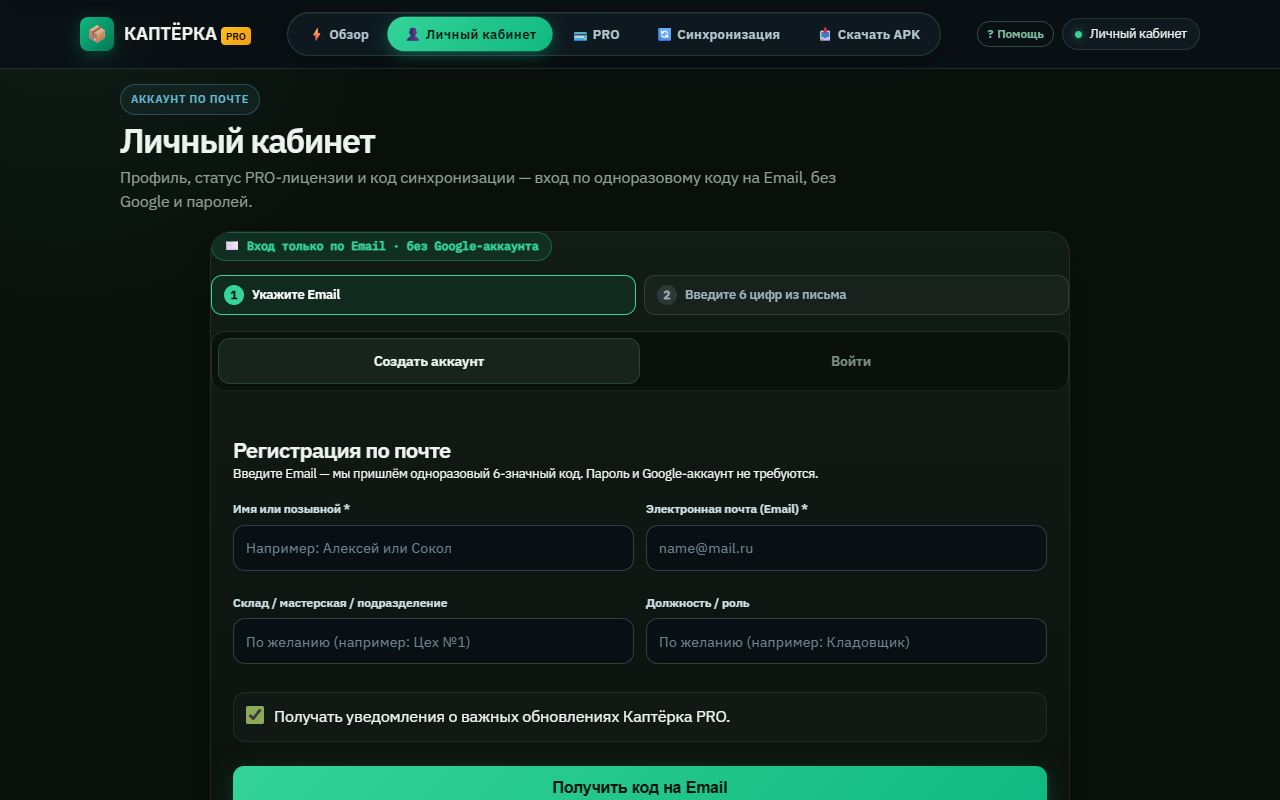 КАПТЁРКА PRO
Обзор
Личный кабинет
PRO
Синхронизация
Скачать APK
? Помощь
Личный кабинет
АККАУНТ ПО ПОЧТЕ
Личный кабинет
Профиль, статус PRO-лицензии и код синхронизации — вход по одноразовому коду на Email, без
Google и паролей.
Вход только по Email · без Google-аккаунта
1 Укажите Email
2 Введите 6 цифр из письма
Создать аккаунт
Войти
Регистрация по почте
Введите Email — мы пришлём одноразовый 6-значный код. Пароль и Google-аккаунт не требуются.
Имя или позывной *
Электронная почта (Email) *
Например: Алексей или Сокол
name@mail.ru
Склад / мастерская / подразделение
Должность / роль
По желанию (например: Цех №1)
По желанию (например: Кладовщик)
Получать уведомления о важных обновлениях Каптёрка PRO.
Получить код на Email